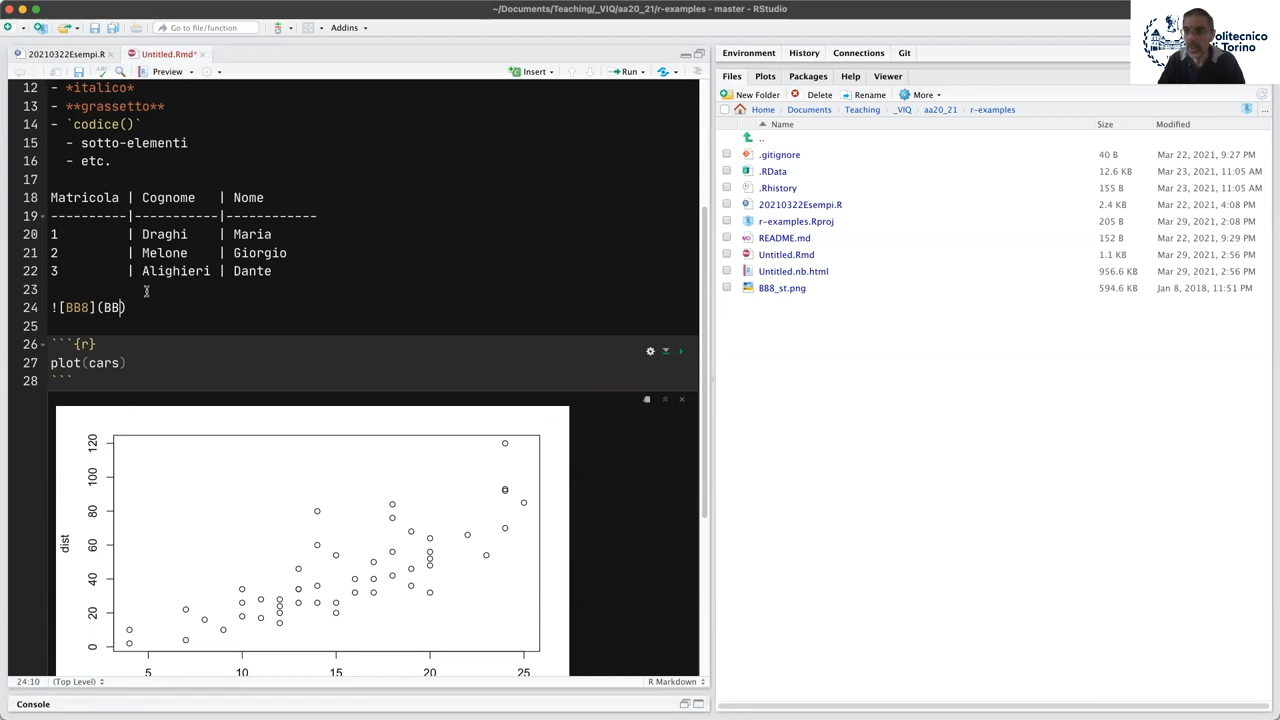 ~/Documents/Teaching/_VIQ/aa20_21/r-examples - master - RStudio
Go to file/function
Addins
20210322Esempi.R
Untitled.Rmd*
Preview
Insert
Run
12 - *italico*
13 - **grassetto**
14 - `codice()`
15 - sotto-elementi
16 - etc.
17
18 Matricola | Cognome | Nome
19 ----------|-----------|------------
20 1 | Draghi | Maria
21 2 | Melone | Giorgio
22 3 | Alighieri | Dante
23
24 ![BB8](BB)
25
26 ```{r}
27 plot(cars)
28 ```
120
100
80
60
40
20
0
dist
5 10 15 20 25
24:10 (Top Level) R Markdown
Console
Environment History Connections Git
Files Plots Packages Help Viewer
New Folder Delete Rename More
Home Documents Teaching _VIQ aa20_21 r-examples
Name Size Modified
..
.gitignore 40 B Mar 22, 2021, 9:27 PM
.RData 12.6 KB Mar 23, 2021, 11:05 AM
.Rhistory 155 B Mar 23, 2021, 11:05 AM
20210322Esempi.R 2.4 KB Mar 22, 2021, 4:08 PM
r-examples.Rproj 205 B Mar 29, 2021, 2:08 PM
README.md 152 B Mar 22, 2021, 9:29 PM
Untitled.Rmd 1.1 KB Mar 29, 2021, 2:56 PM
Untitled.nb.html 956.6 KB Mar 29, 2021, 2:56 PM
BB8_st.png 594.6 KB Jan 8, 2018, 11:51 PM